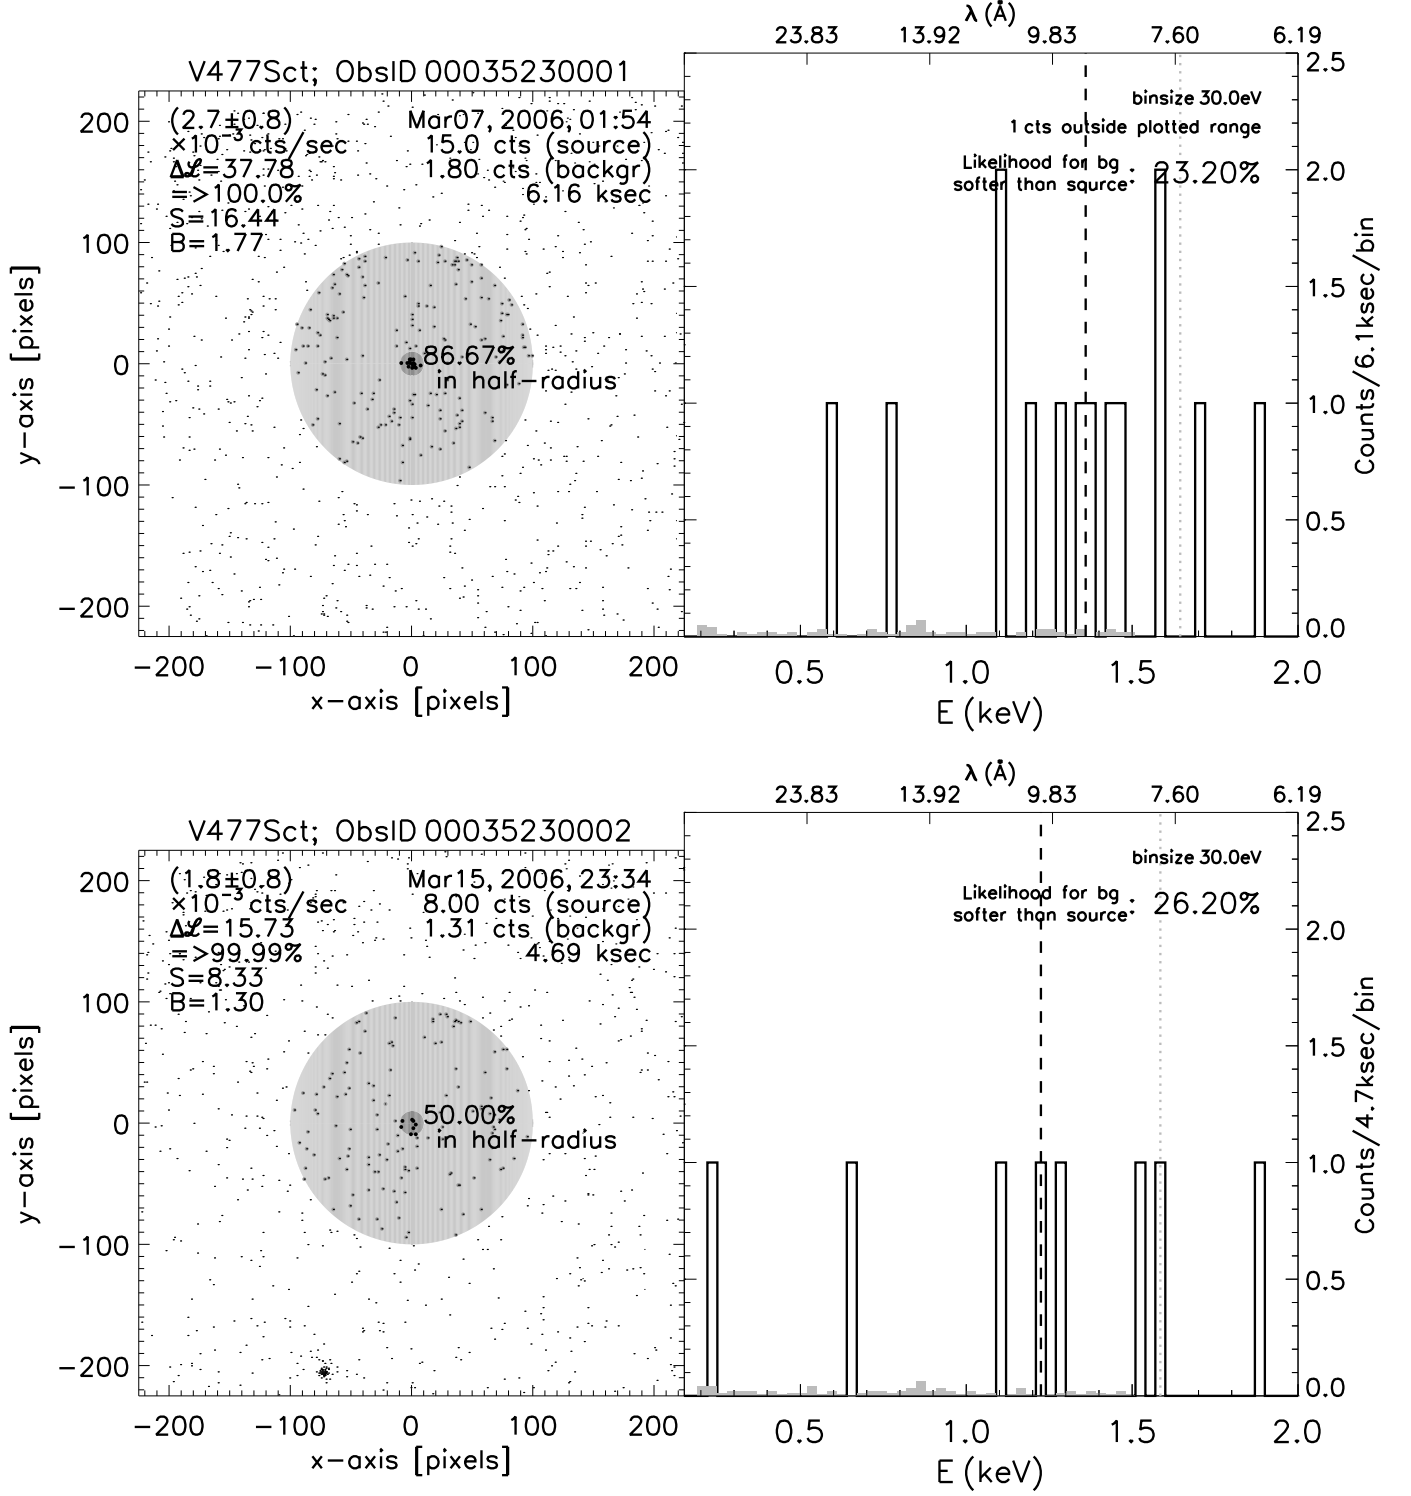 V477Sct; ObsID 00035230001
(2.7±0.8)
×10⁻³ cts/sec
Δℒ=37.78
=>100.0%
S=16.44
B=1.77
Mar07, 2006, 01:54
15.0 cts (source)
1.80 cts (backgr)
6.16 ksec
86.67%
in half-radius
200
100
0
-100
-200
y-axis [pixels]
-200 -100 0 100 200
x-axis [pixels]
λ (Å)
23.83 13.92 9.83 7.60 6.19
binsize 30.0eV
1 cts outside plotted range
Likelihood for bg
softer than source: 23.20%
2.5
2.0
1.5
1.0
0.5
0.0
Counts/6.1ksec/bin
0.5 1.0 1.5 2.0
E (keV)
V477Sct; ObsID 00035230002
(1.8±0.8)
×10⁻³ cts/sec
Δℒ=15.73
=>99.99%
S=8.33
B=1.30
Mar15, 2006, 23:34
8.00 cts (source)
1.31 cts (backgr)
4.69 ksec
50.00%
in half-radius
200
100
0
-100
-200
y-axis [pixels]
-200 -100 0 100 200
x-axis [pixels]
λ (Å)
23.83 13.92 9.83 7.60 6.19
binsize 30.0eV
Likelihood for bg
softer than source: 26.20%
2.5
2.0
1.5
1.0
0.5
0.0
Counts/4.7ksec/bin
0.5 1.0 1.5 2.0
E (keV)